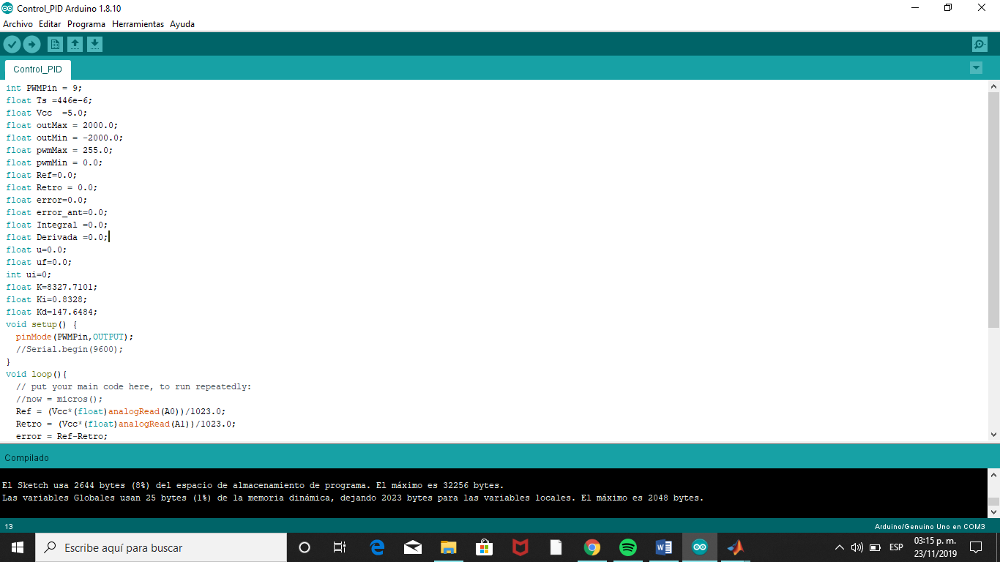 Control_PID Arduino 1.8.10
Archivo Editar Programa Herramientas Ayuda
Control_PID
int PWMPin = 9;
float Ts =446e-6;
float Vcc  =5.0;
float outMax = 2000.0;
float outMin = -2000.0;
float pwmMax = 255.0;
float pwmMin = 0.0;
float Ref=0.0;
float Retro = 0.0;
float error=0.0;
float error_ant=0.0;
float Integral =0.0;
float Derivada =0.0;
float u=0.0;
float uf=0.0;
int ui=0;
float K=8327.7101;
float Ki=0.8328;
float Kd=147.6484;
void setup() {
  pinMode(PWMPin,OUTPUT);
  //Serial.begin(9600);
}
void loop(){
  // put your main code here, to run repeatedly:
  //now = micros();
  Ref = (Vcc*(float)analogRead(A0))/1023.0;
  Retro = (Vcc*(float)analogRead(A1))/1023.0;
  error = Ref-Retro;
Compilado
El Sketch usa 2644 bytes (8%) del espacio de almacenamiento de programa. El máximo es 32256 bytes.
Las variables Globales usan 25 bytes (1%) de la memoria dinámica, dejando 2023 bytes para las variables locales. El máximo es 2048 bytes.
13
Arduino/Genuino Uno en COM3
Escribe aquí para buscar
ESP
03:15 p. m.
23/11/2019